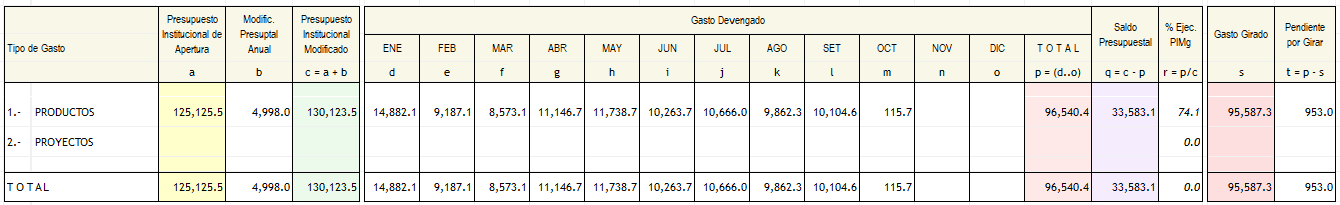 Tipo de Gasto Presupuesto Institucional de Apertura Modific. Presuptal Anual Presupuesto Institucional Modificado Gasto Devengado Saldo Presupuestal % Ejec. PIMg Gasto Girado Pendiente por Girar
ENE FEB MAR ABR MAY JUN JUL AGO SET OCT NOV DIC T O T A L
a b c = a + b d e f g h i j k l m n o p = (d..o) q = c - p r = p/c s t = p - s
1.- PRODUCTOS 125,125.5 4,998.0 130,123.5 14,882.1 9,187.1 8,573.1 11,146.7 11,738.7 10,263.7 10,666.0 9,862.3 10,104.6 115.7 96,540.4 33,583.1 74.1 95,587.3 953.0
2.- PROYECTOS 0.0
T O T A L 125,125.5 4,998.0 130,123.5 14,882.1 9,187.1 8,573.1 11,146.7 11,738.7 10,263.7 10,666.0 9,862.3 10,104.6 115.7 96,540.4 33,583.1 0.0 95,587.3 953.0